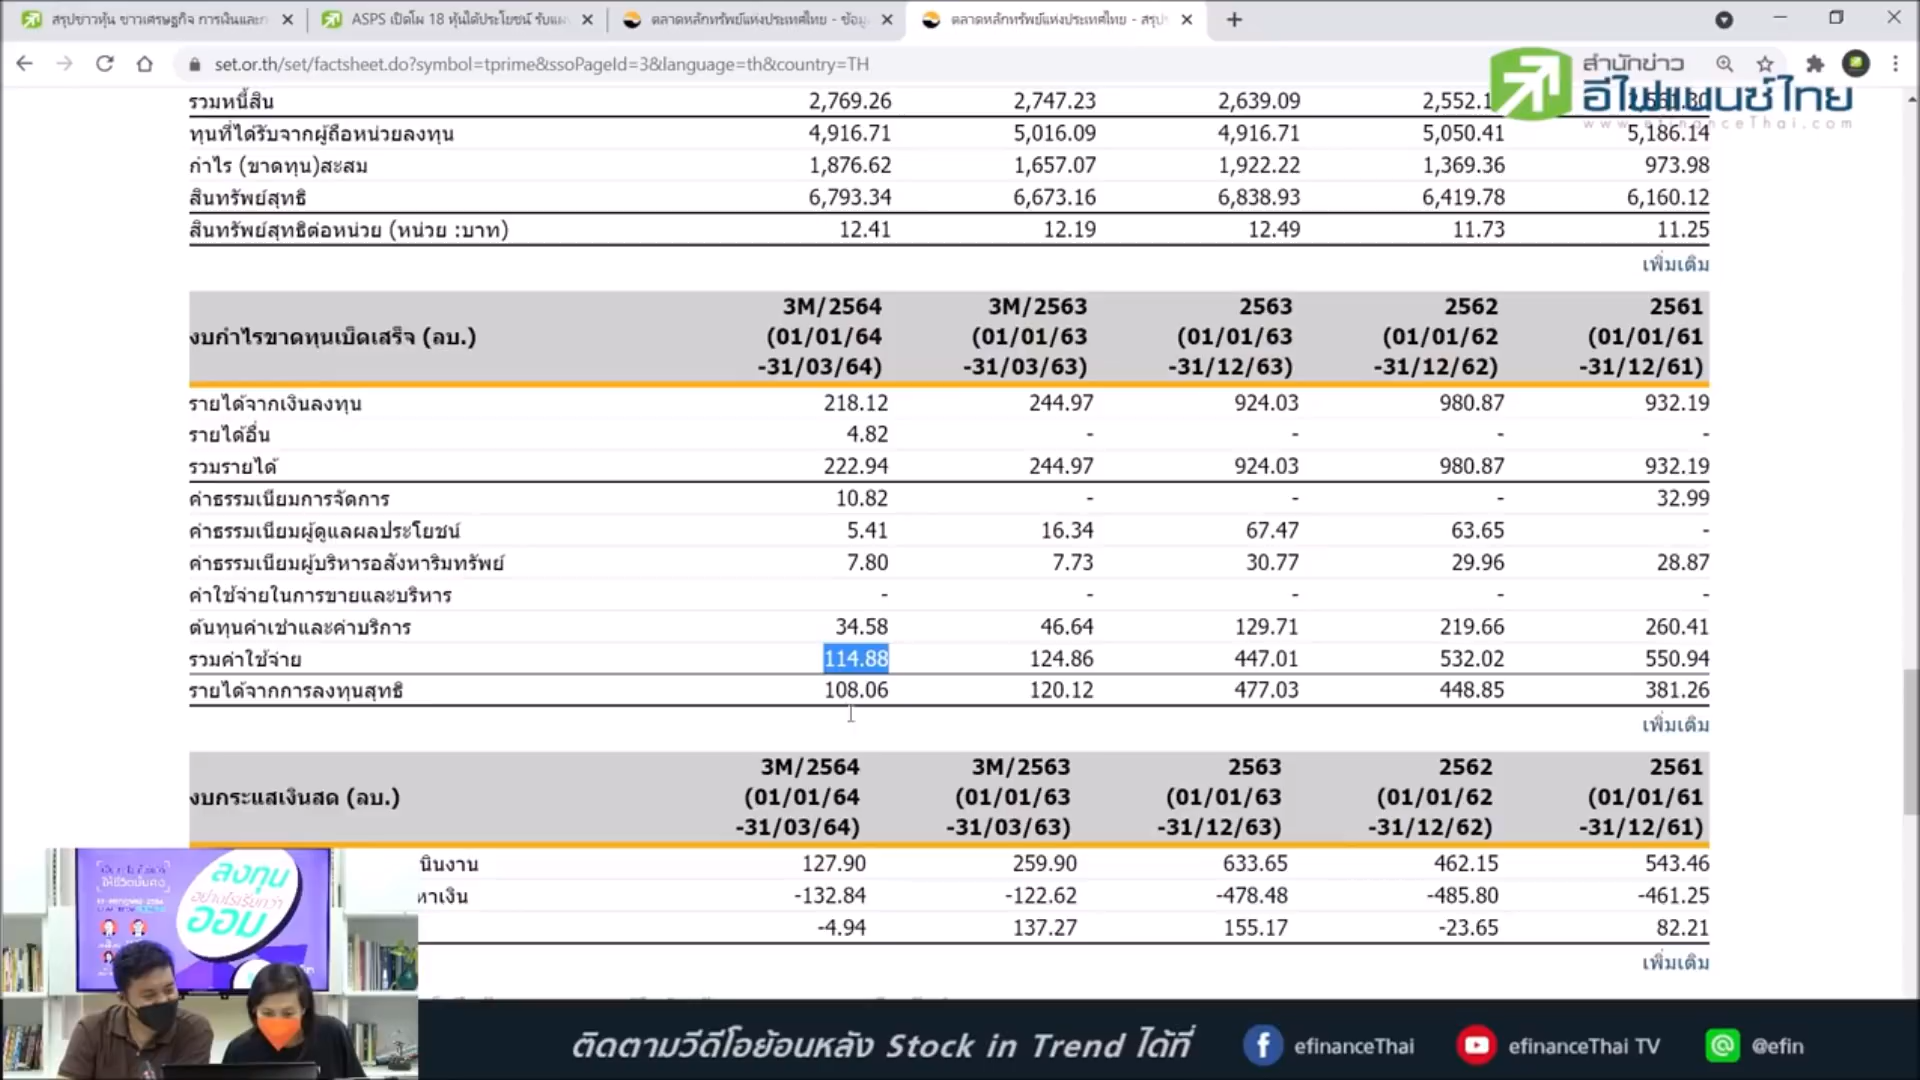 สรุปข่าวหุ้น ข่าวเศรษฐกิจ การเงินและก
ASPS เปิดโผ 18 หุ้นได้ประโยชน์ รับแผ
ตลาดหลักทรัพย์แห่งประเทศไทย - ข้อมู
ตลาดหลักทรัพย์แห่งประเทศไทย - สรุป
set.or.th/set/factsheet.do?symbol=tprime&ssoPageId=3&language=th&country=TH
สำนักข่าว
อีไฟแนนซ์ไทย
www.efinanceThai.com
รวมหนี้สิน 2,769.26 2,747.23 2,639.09 2,552.1
ทุนที่ได้รับจากผู้ถือหน่วยลงทุน 4,916.71 5,016.09 4,916.71 5,050.41 5,186.14
กำไร (ขาดทุน)สะสม 1,876.62 1,657.07 1,922.22 1,369.36 973.98
สินทรัพย์สุทธิ 6,793.34 6,673.16 6,838.93 6,419.78 6,160.12
สินทรัพย์สุทธิต่อหน่วย (หน่วย :บาท) 12.41 12.19 12.49 11.73 11.25
เพิ่มเติม
งบกำไรขาดทุนเบ็ดเสร็จ (ลบ.) 3M/2564 3M/2563 2563 2562 2561
(01/01/64 (01/01/63 (01/01/63 (01/01/62 (01/01/61
-31/03/64) -31/03/63) -31/12/63) -31/12/62) -31/12/61)
รายได้จากเงินลงทุน 218.12 244.97 924.03 980.87 932.19
รายได้อื่น 4.82 - - - -
รวมรายได้ 222.94 244.97 924.03 980.87 932.19
ค่าธรรมเนียมการจัดการ 10.82 - - - 32.99
ค่าธรรมเนียมผู้ดูแลผลประโยชน์ 5.41 16.34 67.47 63.65 -
ค่าธรรมเนียมผู้บริหารอสังหาริมทรัพย์ 7.80 7.73 30.77 29.96 28.87
ค่าใช้จ่ายในการขายและบริหาร - - - - -
ต้นทุนค่าเช่าและค่าบริการ 34.58 46.64 129.71 219.66 260.41
รวมค่าใช้จ่าย 114.88 124.86 447.01 532.02 550.94
รายได้จากการลงทุนสุทธิ 108.06 120.12 477.03 448.85 381.26
เพิ่มเติม
งบกระแสเงินสด (ลบ.) 3M/2564 3M/2563 2563 2562 2561
(01/01/64 (01/01/63 (01/01/63 (01/01/62 (01/01/61
-31/03/64) -31/03/63) -31/12/63) -31/12/62) -31/12/61)
นินงาน 127.90 259.90 633.65 462.15 543.46
หาเงิน -132.84 -122.62 -478.48 -485.80 -461.25
-4.94 137.27 155.17 -23.65 82.21
เพิ่มเติม
ให้ชีวิตมั่นคง
ลงทุน
อย่างไรเรียกว่า
ออม
ติดตามวีดีโอย้อนหลัง Stock in Trend ได้ที่
efinanceThai
efinanceThai TV
@efin